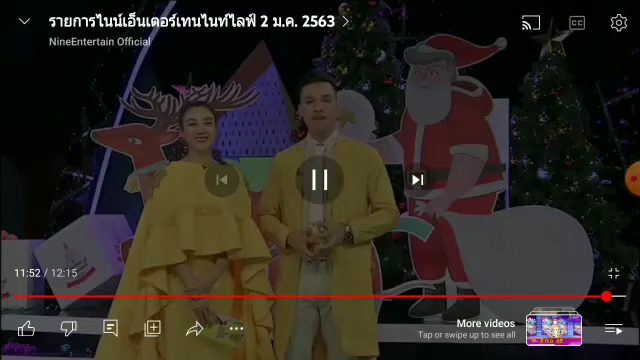 รายการไนน์เอ็นเตอร์เทนไนท์ไลฟ์ 2 ม.ค. 2563
NineEntertain Official
CC
11:52 / 12:15
More videos
Tap or swipe up to see all